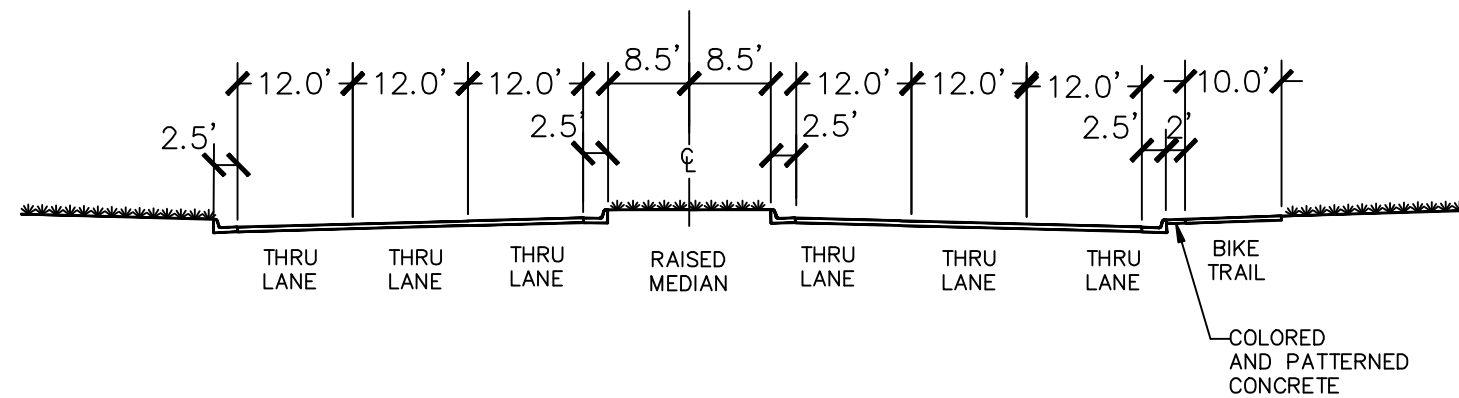 8.5' 8.5'
12.0' 12.0' 12.0' 12.0' 12.0' 12.0' 10.0'
2.5' 2.5' 2.5' 2.5' 2'
℄
THRU
LANE
THRU
LANE
THRU
LANE
RAISED
MEDIAN
THRU
LANE
THRU
LANE
THRU
LANE
BIKE
TRAIL
COLORED
AND PATTERNED
CONCRETE